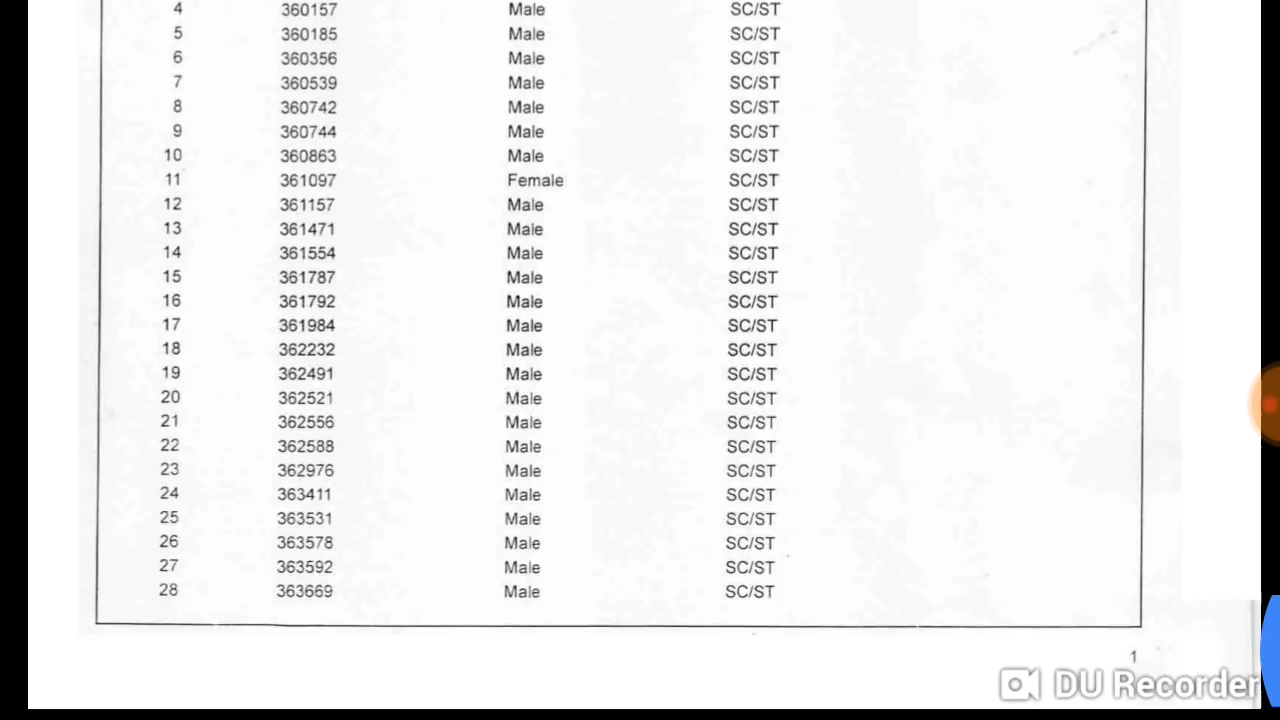 4 360157 Male SC/ST
5 360185 Male SC/ST
6 360356 Male SC/ST
7 360539 Male SC/ST
8 360742 Male SC/ST
9 360744 Male SC/ST
10 360863 Male SC/ST
11 361097 Female SC/ST
12 361157 Male SC/ST
13 361471 Male SC/ST
14 361554 Male SC/ST
15 361787 Male SC/ST
16 361792 Male SC/ST
17 361984 Male SC/ST
18 362232 Male SC/ST
19 362491 Male SC/ST
20 362521 Male SC/ST
21 362556 Male SC/ST
22 362588 Male SC/ST
23 362976 Male SC/ST
24 363411 Male SC/ST
25 363531 Male SC/ST
26 363578 Male SC/ST
27 363592 Male SC/ST
28 363669 Male SC/ST
1
DU Recorder